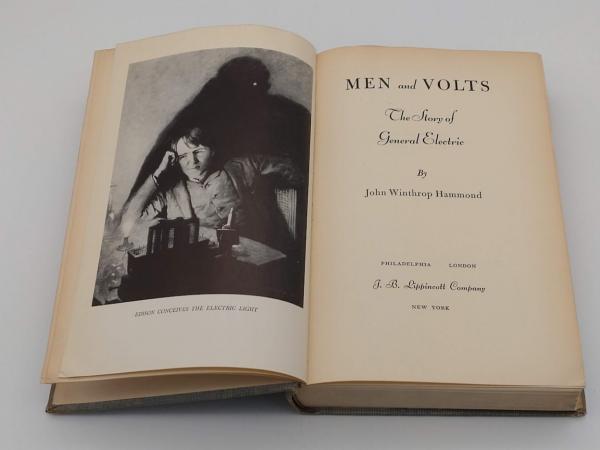 EDISON CONCEIVES THE ELECTRIC LIGHT
MEN and VOLTS
The Story of
General Electric
By
John Winthrop Hammond
PHILADELPHIA LONDON
J. B. Lippincott Company
NEW YORK